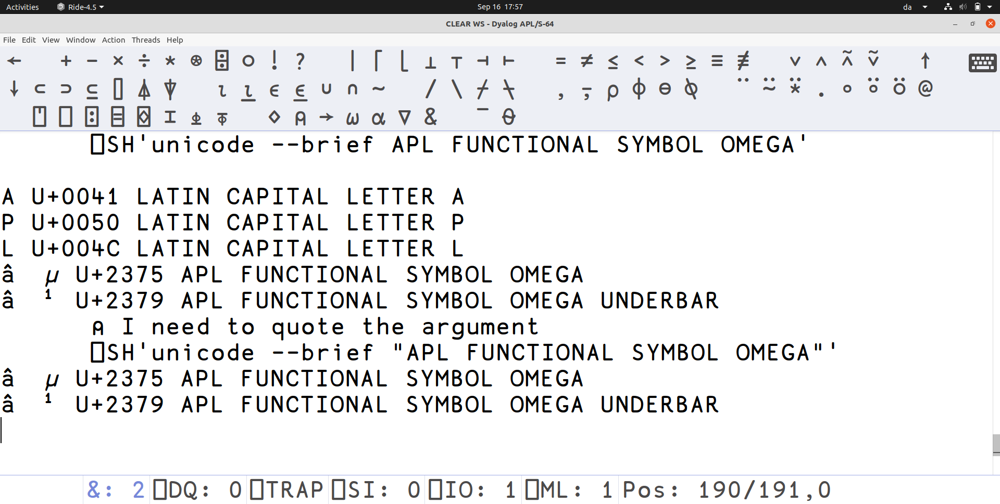 Activities Ride-4.5 Sep 16 17:57 da
CLEAR WS - Dyalog APL/S-64
File Edit View Window Action Threads Help
← + − × ÷ * ⍟ ⌹ ○ ! ? | ⌈ ⌊ ⊥ ⊤ ⊣ ⊢ = ≠ ≤ < > ≥ ≡ ≢ ∨ ∧ ⍲ ⍱ ↑
↓ ⊂ ⊃ ⊆ ⌷ ⍋ ⍒ ⍳ ⍸ ∊ ⍷ ∪ ∩ ~ / \ ⌿ ⍀ , ⍪ ⍴ ⌽ ⊖ ⍉ ¨ ⍨ ⍣ . ∘ ⍤ ⍥ @
⍞ ⎕ ⍠ ⌸ ⌺ ⌶ ⍎ ⍕ ⋄ ⍝ → ⍵ ⍺ ∇ & ¯ ⍬
⎕SH'unicode --brief APL FUNCTIONAL SYMBOL OMEGA'
A U+0041 LATIN CAPITAL LETTER A
P U+0050 LATIN CAPITAL LETTER P
L U+004C LATIN CAPITAL LETTER L
â µ U+2375 APL FUNCTIONAL SYMBOL OMEGA
â ¹ U+2379 APL FUNCTIONAL SYMBOL OMEGA UNDERBAR
⍝ I need to quote the argument
⎕SH'unicode --brief "APL FUNCTIONAL SYMBOL OMEGA"'
â µ U+2375 APL FUNCTIONAL SYMBOL OMEGA
â ¹ U+2379 APL FUNCTIONAL SYMBOL OMEGA UNDERBAR
&: 2 ⎕DQ: 0 ⎕TRAP ⎕SI: 0 ⎕IO: 1 ⎕ML: 1 Pos: 190/191,0